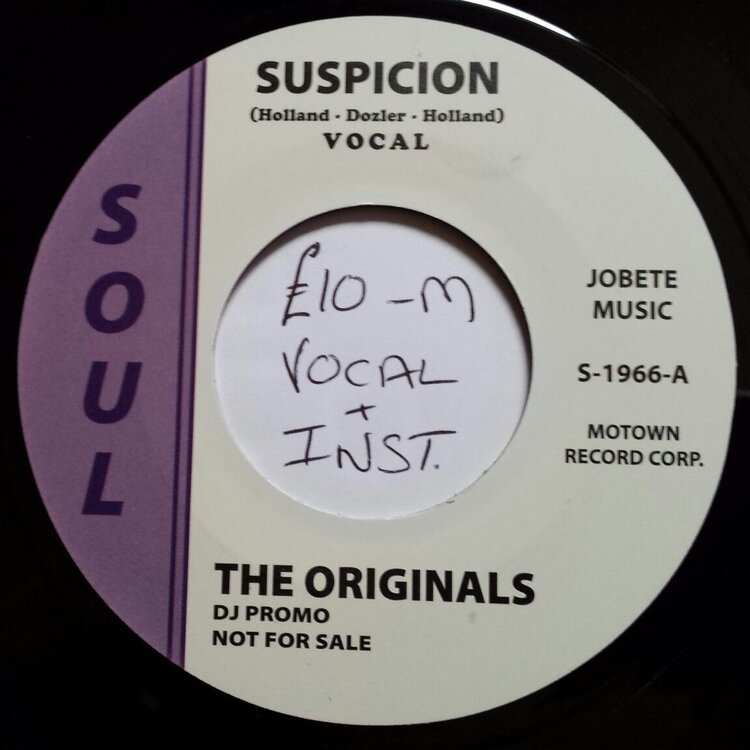 SUSPICION
(Holland - Dozler - Holland)
VOCAL
SOUL
£10 - M
VOCAL
+
INST.
JOBETE
MUSIC
S-1966-A
MOTOWN
RECORD CORP.
THE ORIGINALS
DJ PROMO
NOT FOR SALE